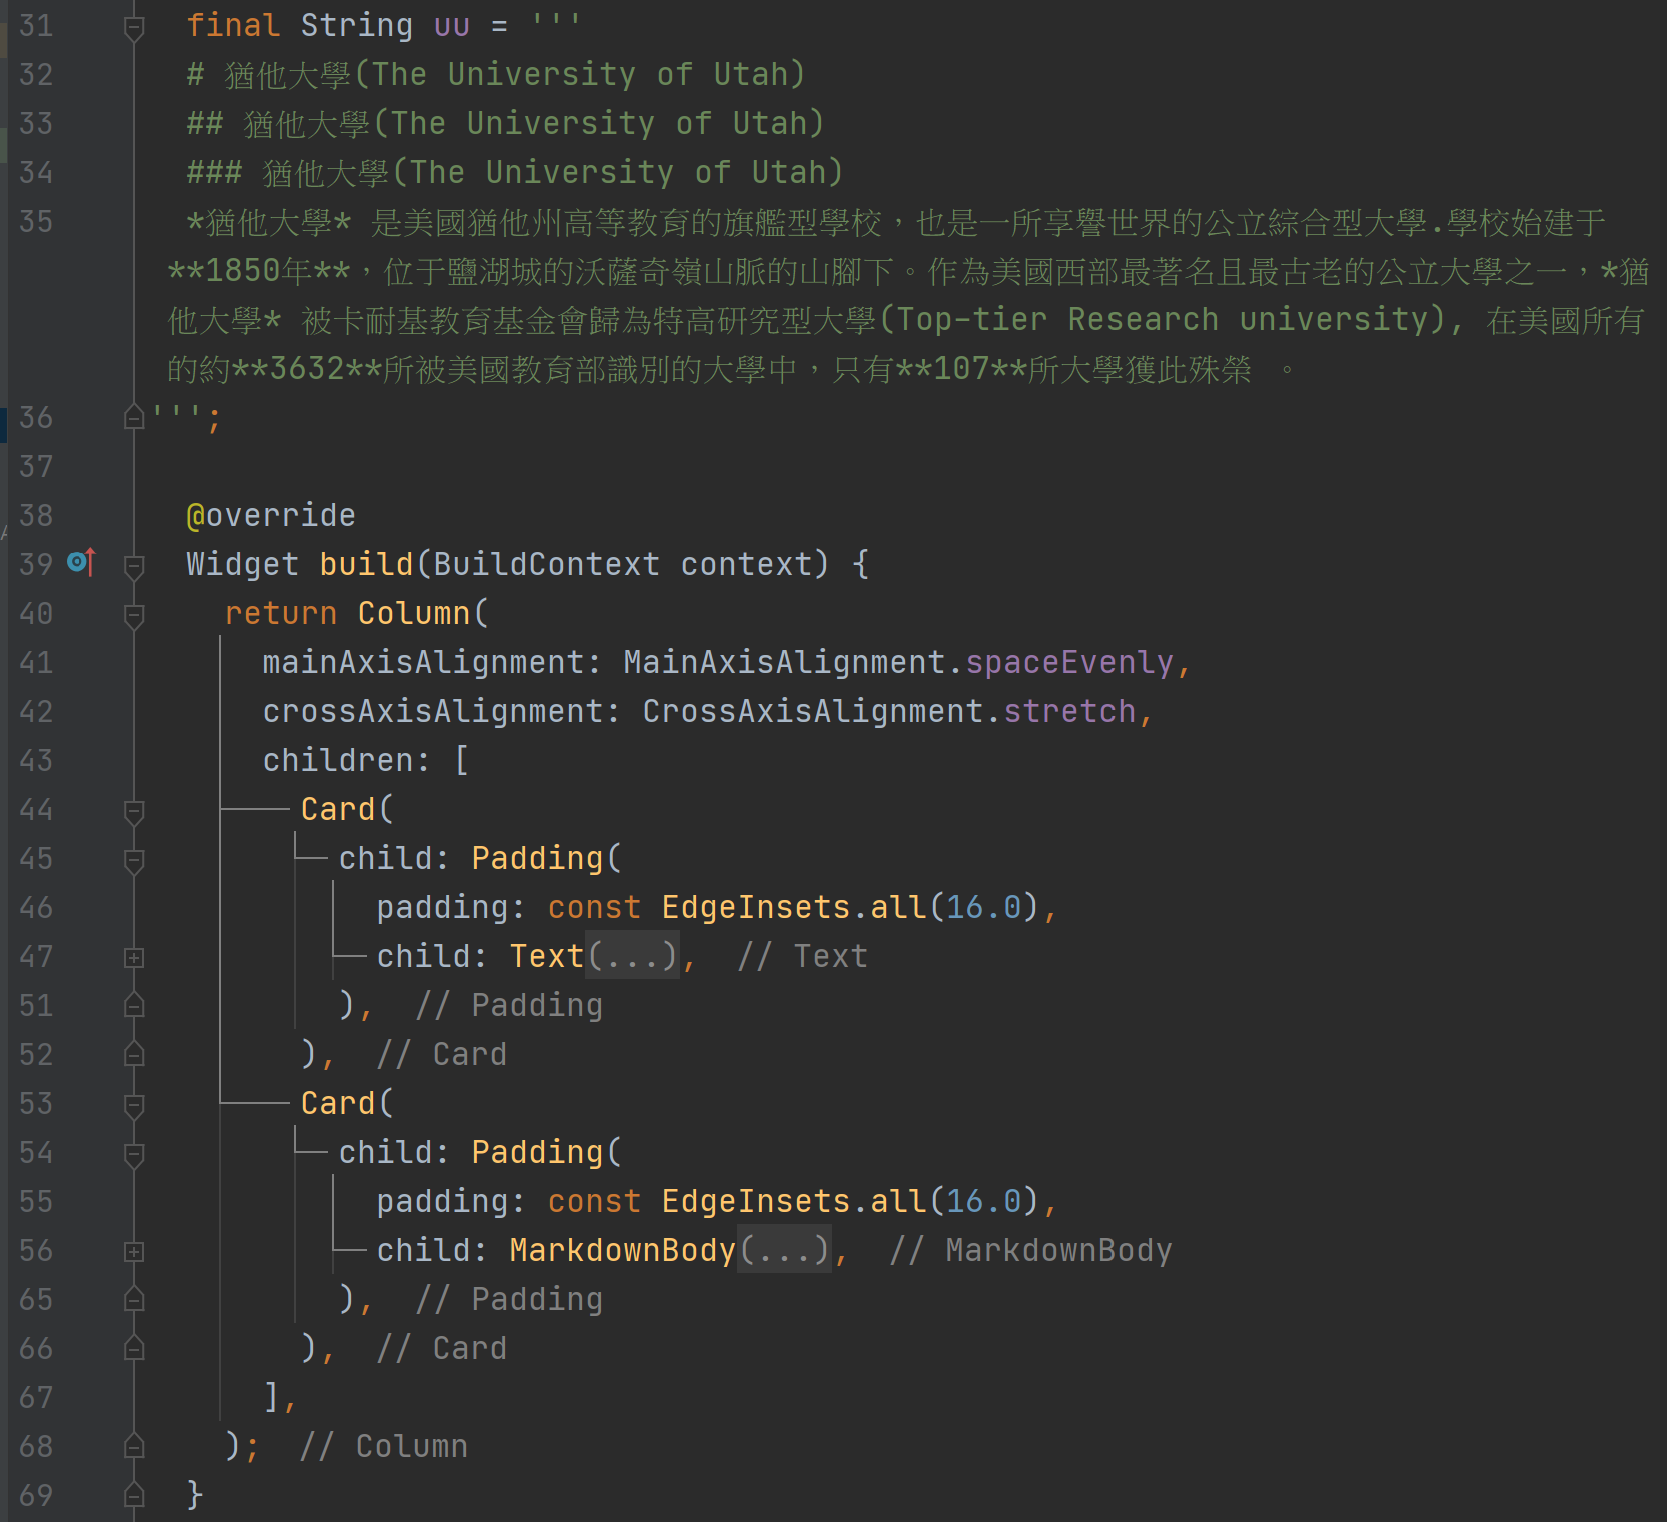 31 final String uu = '''
32 # 猶他大學(The University of Utah)
33 ## 猶他大學(The University of Utah)
34 ### 猶他大學(The University of Utah)
35 *猶他大學* 是美國猶他州高等教育的旗艦型學校，也是一所享譽世界的公立綜合型大學.學校始建于
**1850年**，位于鹽湖城的沃薩奇嶺山脈的山腳下。作為美國西部最著名且最古老的公立大學之一，*猶
他大學* 被卡耐基教育基金會歸為特高研究型大學(Top-tier Research university), 在美國所有
的約**3632**所被美國教育部識別的大學中，只有**107**所大學獲此殊榮 。
36 ''';
37
38 @override
39 Widget build(BuildContext context) {
40 return Column(
41 mainAxisAlignment: MainAxisAlignment.spaceEvenly,
42 crossAxisAlignment: CrossAxisAlignment.stretch,
43 children: [
44 Card(
45 child: Padding(
46 padding: const EdgeInsets.all(16.0),
47 child: Text(...), // Text
51 ), // Padding
52 ), // Card
53 Card(
54 child: Padding(
55 padding: const EdgeInsets.all(16.0),
56 child: MarkdownBody(...), // MarkdownBody
65 ), // Padding
66 ), // Card
67 ],
68 ); // Column
69 }